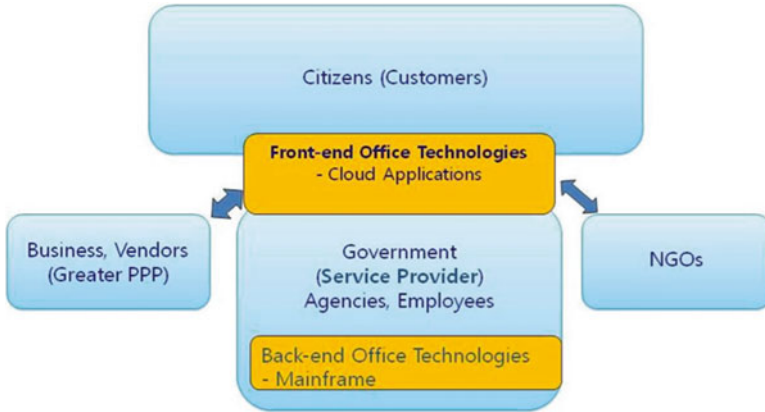 Citizens (Customers)
Front-end Office Technologies
- Cloud Applications
Business, Vendors
(Greater PPP)
Government
(Service Provider)
Agencies, Employees
NGOs
Back-end Office Technologies
- Mainframe